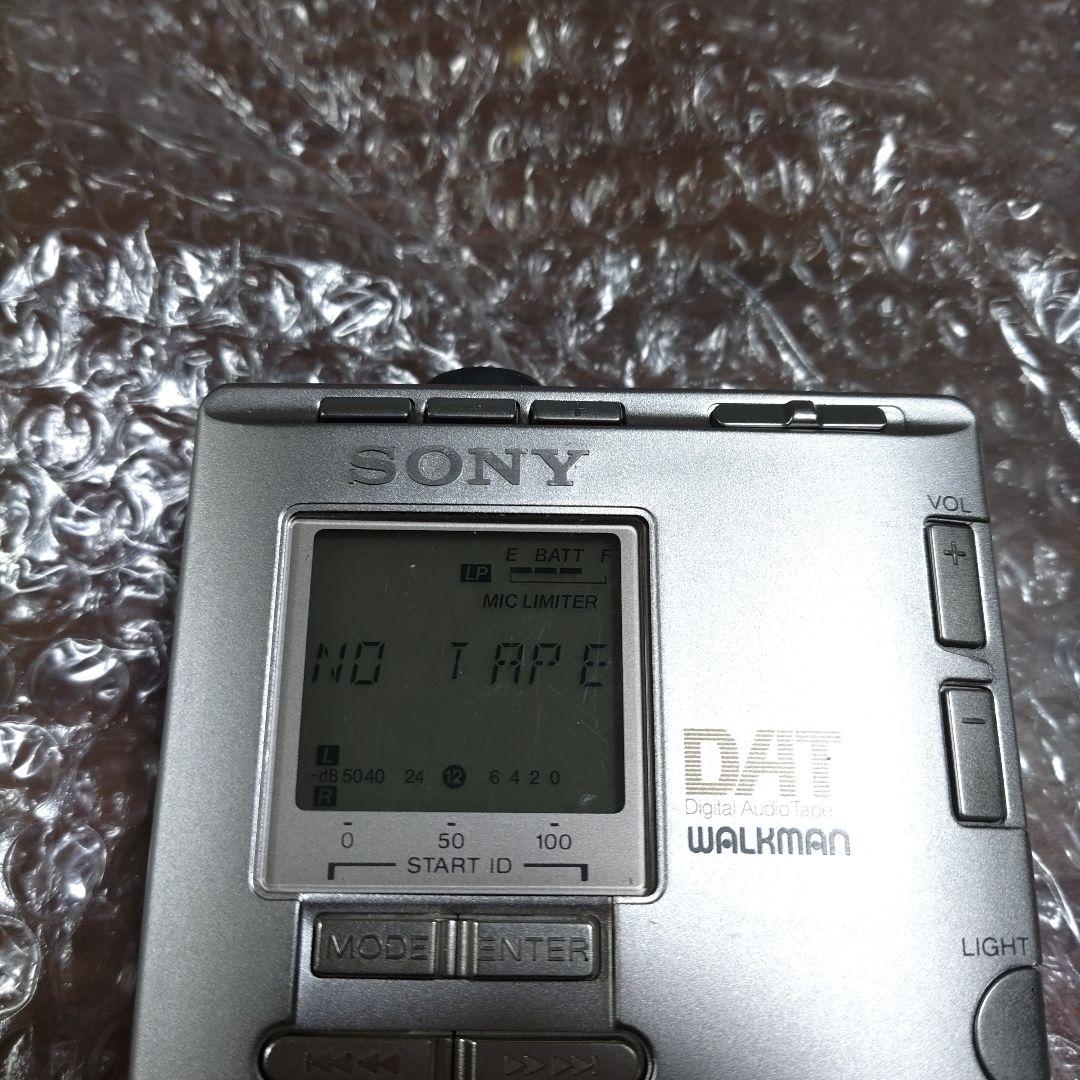 SONY
VOL
+
E BATT F
LP
MIC LIMITER
NO TAPE
-
L
-dB 50 40 24 12 6 4 2 0
R
DAT
Digital Audio Tape
WALKMAN
0 50 100
START ID
MODE ENTER
LIGHT